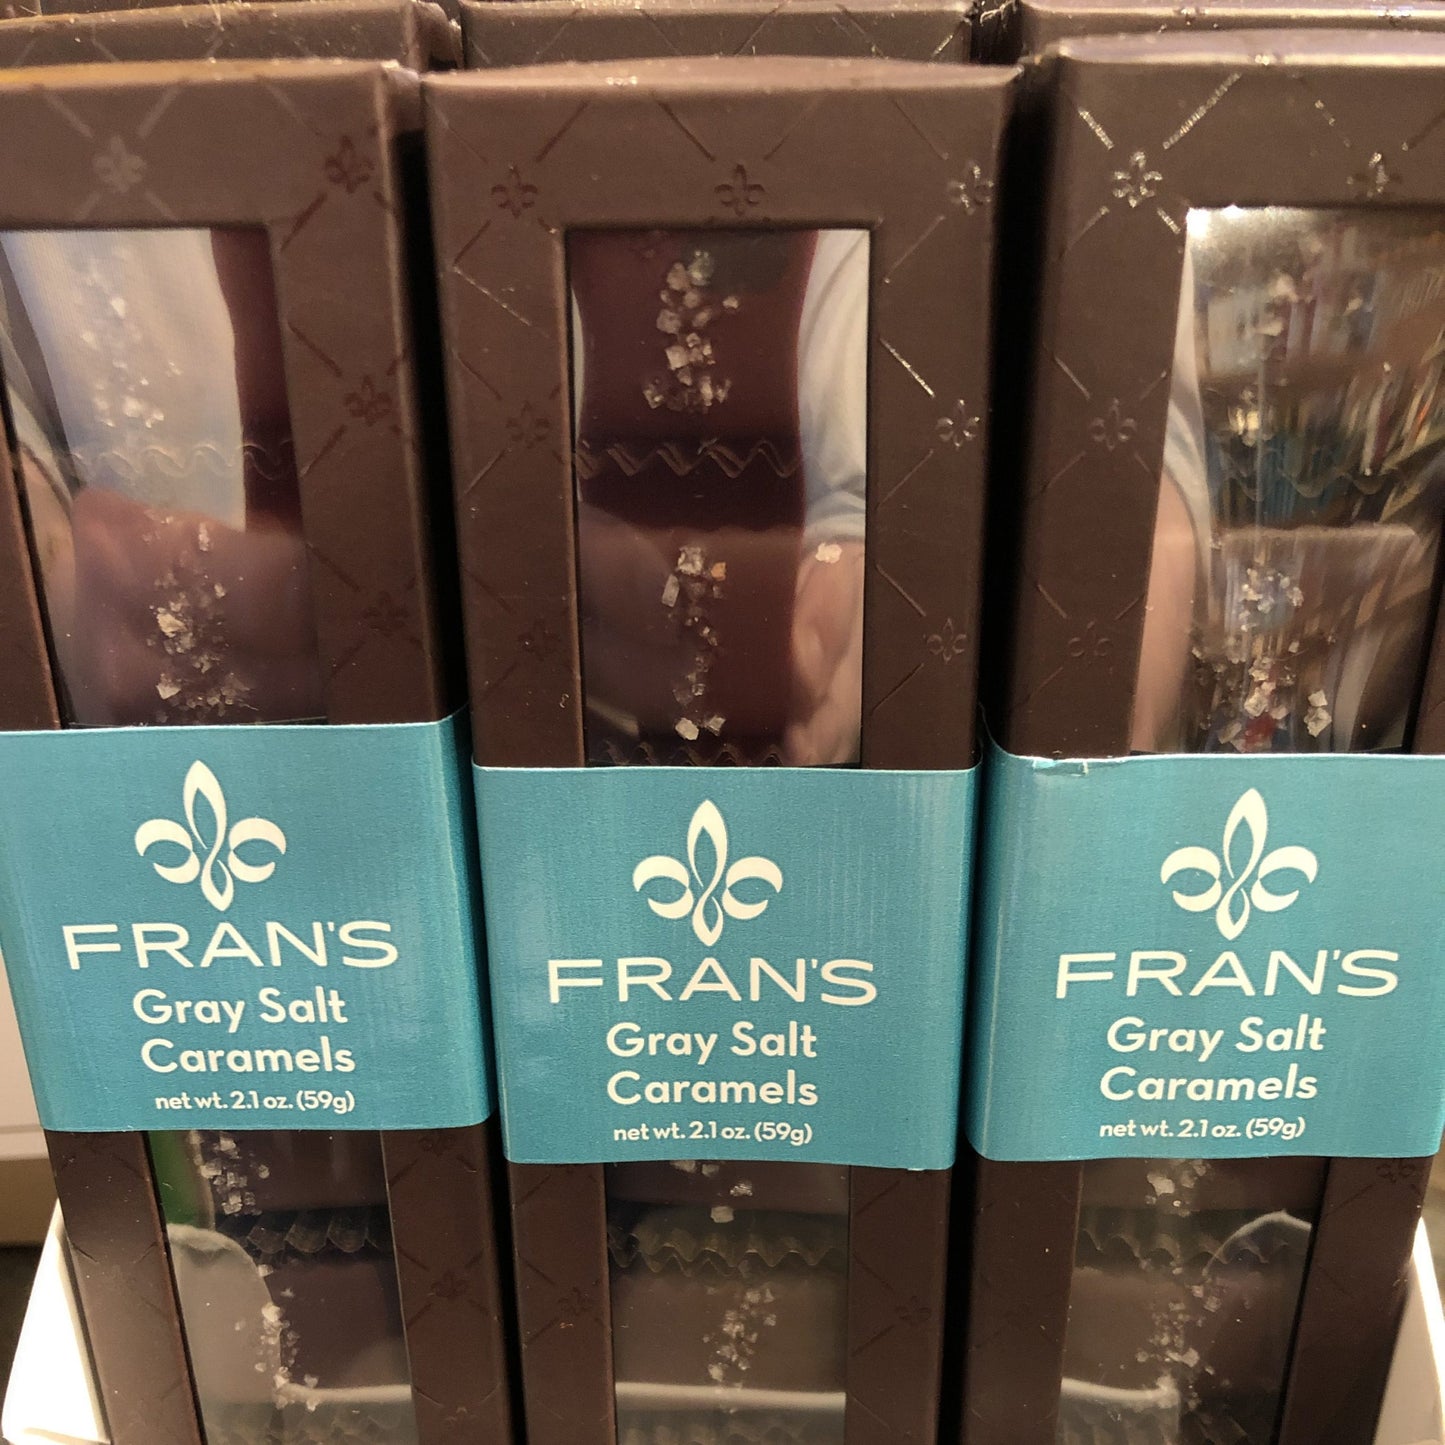 FRAN'S
Gray Salt
Caramels
net wt. 2.1 oz. (59g)
FRAN'S
Gray Salt
Caramels
net wt. 2.1 oz. (59g)
FRAN'S
Gray Salt
Caramels
net wt. 2.1 oz. (59g)